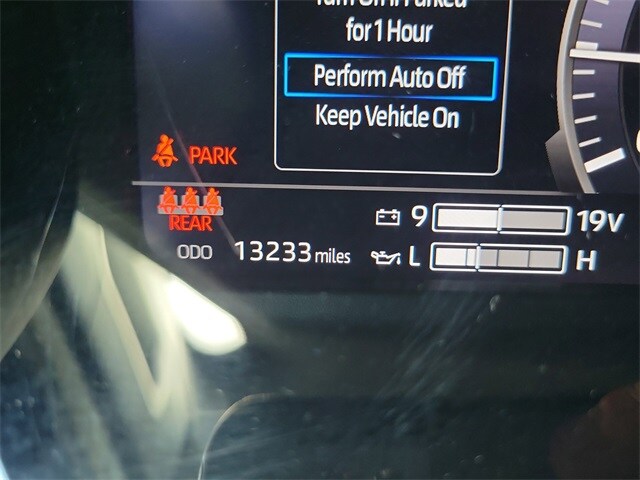 for 1 Hour
Perform Auto Off
Keep Vehicle On
PARK
REAR
9 19V
ODO 13233 miles L H